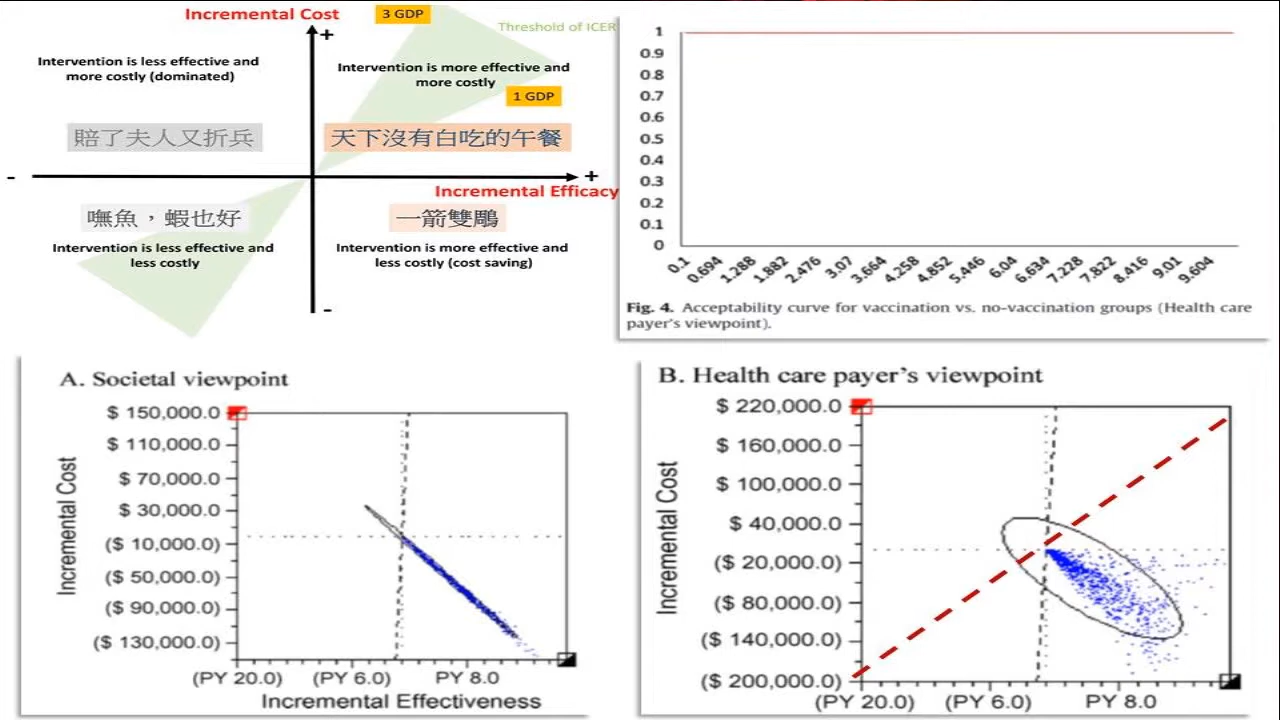 Incremental Cost
3 GDP
Threshold of ICER
+
Intervention is less effective and
more costly (dominated)
Intervention is more effective and
more costly
1 GDP
賠了夫人又折兵
天下沒有白吃的午餐
-
+
Incremental Efficacy
嘸魚，蝦也好
一箭雙鵰
Intervention is less effective and
less costly
Intervention is more effective and
less costly (cost saving)
-
1
0.9
0.8
0.7
0.6
0.5
0.4
0.3
0.2
0.1
0
0.1
0.694
1.288
1.882
2.476
3.07
3.664
4.258
4.852
5.446
6.04
6.634
7.228
7.822
8.416
9.01
9.604
Fig. 4. Acceptability curve for vaccination vs. no-vaccination groups (Health care
payer's viewpoint).
A. Societal viewpoint
Incremental Cost
$ 150,000.0
$ 110,000.0
$ 70,000.0
$ 30,000.0
($ 10,000.0)
($ 50,000.0)
($ 90,000.0)
($ 130,000.0)
(PY 20.0) (PY 6.0) PY 8.0
Incremental Effectiveness
B. Health care payer's viewpoint
Incremental Cost
$ 220,000.0
$ 160,000.0
$ 100,000.0
$ 40,000.0
($ 20,000.0)
($ 80,000.0)
($ 140,000.0)
($ 200,000.0)
(PY 20.0) (PY 6.0) PY 8.0